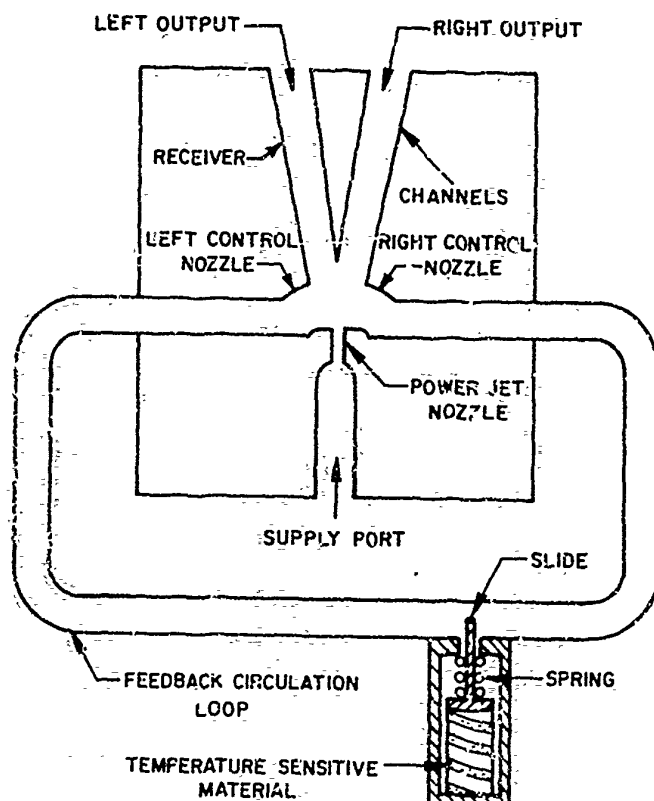 LEFT OUTPUT
RIGHT OUTPUT
RECEIVER
CHANNELS
LEFT CONTROL
NOZZLE
RIGHT CONTROL
NOZZLE
POWER JET
NOZZLE
SUPPLY PORT
SLIDE
FEEDBACK CIRCULATION
LOOP
SPRING
TEMPERATURE SENSITIVE
MATERIAL